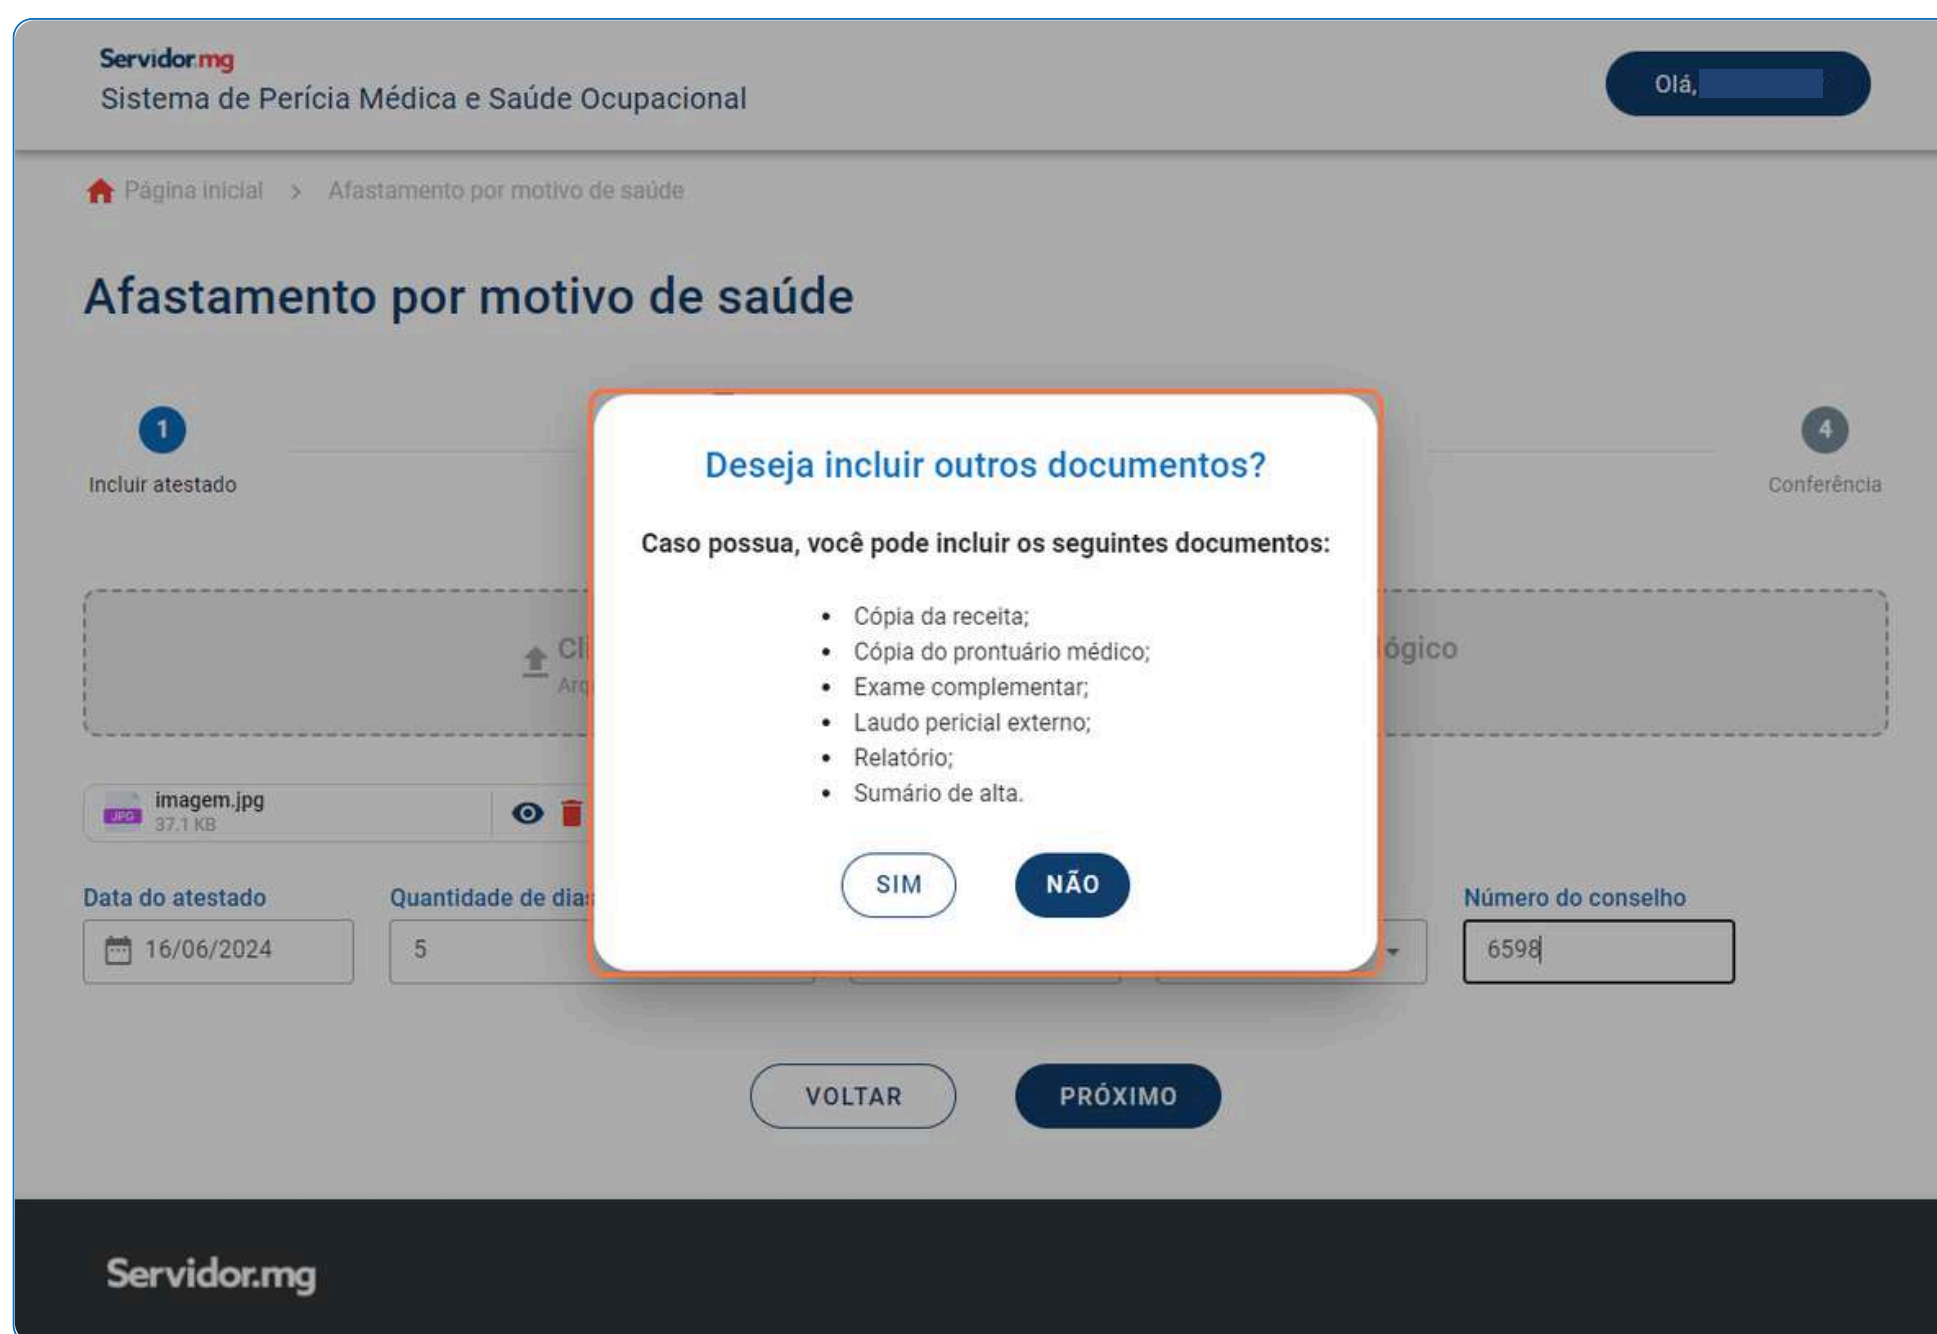 Servidor.mg
Sistema de Perícia Médica e Saúde Ocupacional
Olá,
Página inicial > Afastamento por motivo de saúde
Afastamento por motivo de saúde
1
4
Incluir atestado
Conferência
Deseja incluir outros documentos?
Caso possua, você pode incluir os seguintes documentos:
• Cópia da receita;
• Cópia do prontuário médico;
• Exame complementar;
• Laudo pericial externo;
• Relatório;
• Sumário de alta.
SIM
NÃO
JPG
imagem.jpg
37.1 KB
Data do atestado
Quantidade de
Número do conselho
16/06/2024
5
6598
VOLTAR
PRÓXIMO
Servidor.mg